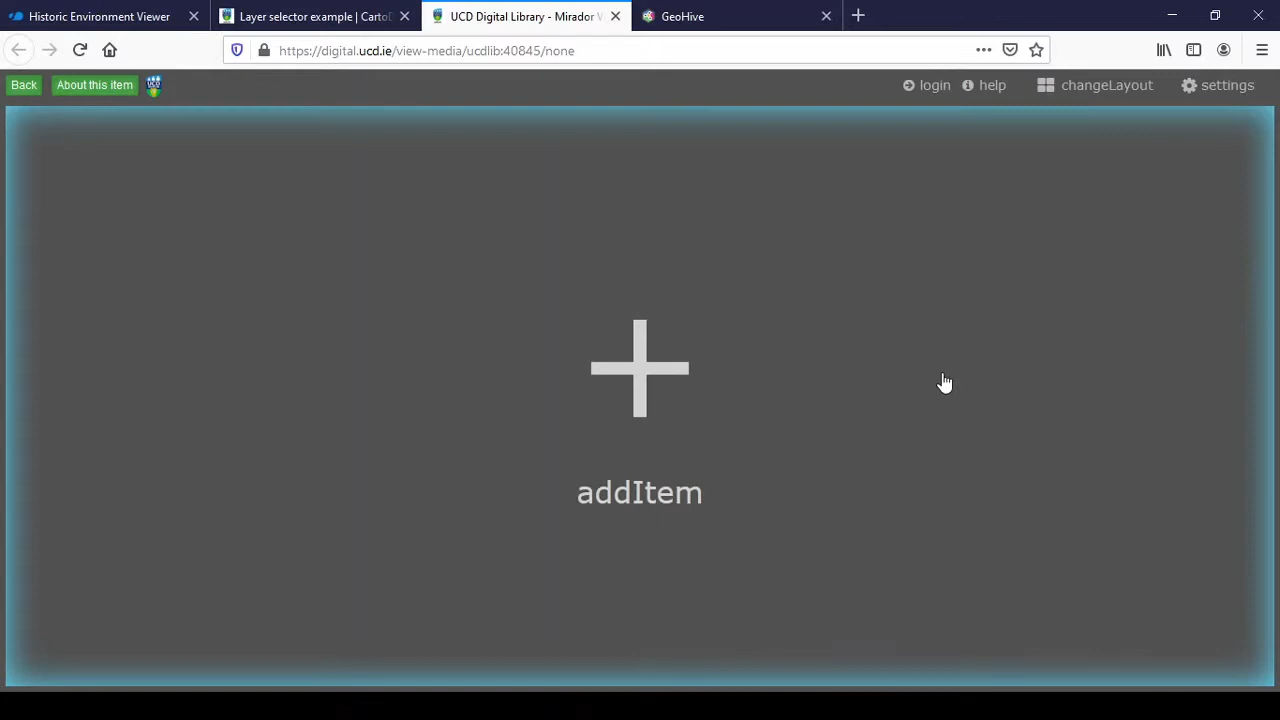 Historic Environment Viewer
Layer selector example | CartoD
UCD Digital Library - Mirador V
GeoHive
https://digital.ucd.ie/view-media/ucdlib:40845/none
Back
About this item
login
help
changeLayout
settings
addItem